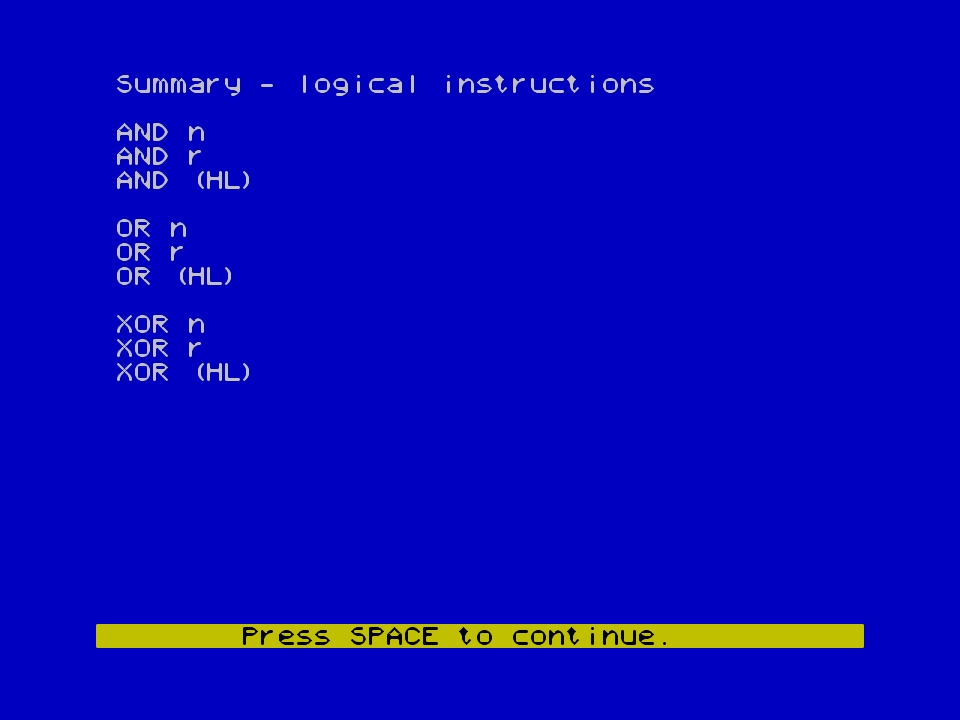 Summary - logical instructions
AND n
AND r
AND (HL)
OR n
OR r
OR (HL)
XOR n
XOR r
XOR (HL)
Press SPACE to continue.